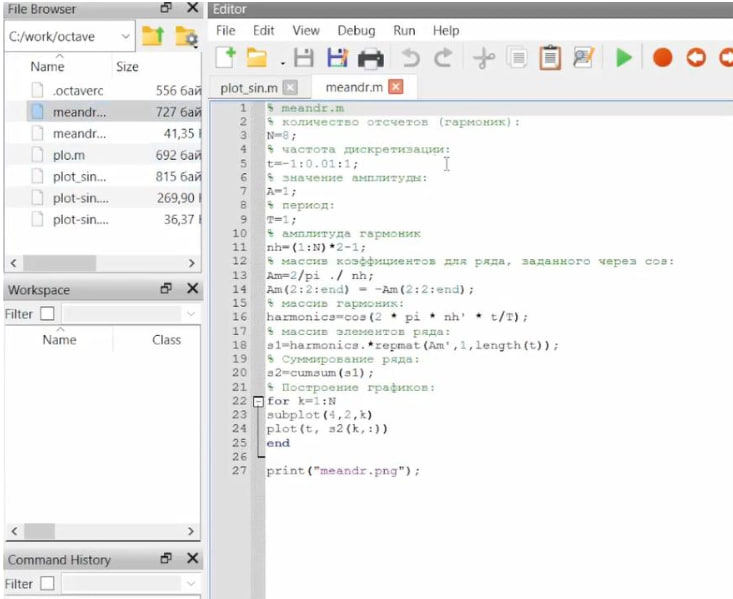 File Browser
C:/work/octave
Name Size
.octaverc 556 бай
meandr... 727 бай
meandr... 41,35
plo.m 692 бай
plot_sin... 815 бай
plot-sin.... 269,90
plot-sin.... 36,37
Workspace
Filter
Name Class
Command History
Filter
Editor
File Edit View Debug Run Help
plot_sin.m meandr.m
1 % meandr.m
2 % количество отсчетов (гармоник):
3 N=8;
4 % частота дискретизации:
5 t=-1:0.01:1;
6 % значение амплитуды:
7 A=1;
8 % период:
9 T=1;
10 % амплитуда гармоник
11 nh=(1:N)*2-1;
12 % массив коэффициентов для ряда, заданного через cos:
13 Am=2/pi ./ nh;
14 Am(2:2:end) = -Am(2:2:end);
15 % массив гармоник:
16 harmonics=cos(2 * pi * nh' * t/T);
17 % массив элементов ряда:
18 s1=harmonics.*repmat(Am',1,length(t));
19 % Суммирование ряда:
20 s2=cumsum(s1);
21 % Построение графиков:
22 for k=1:N
23 subplot(4,2,k)
24 plot(t, s2(k,:))
25 end
26
27 print("meandr.png");